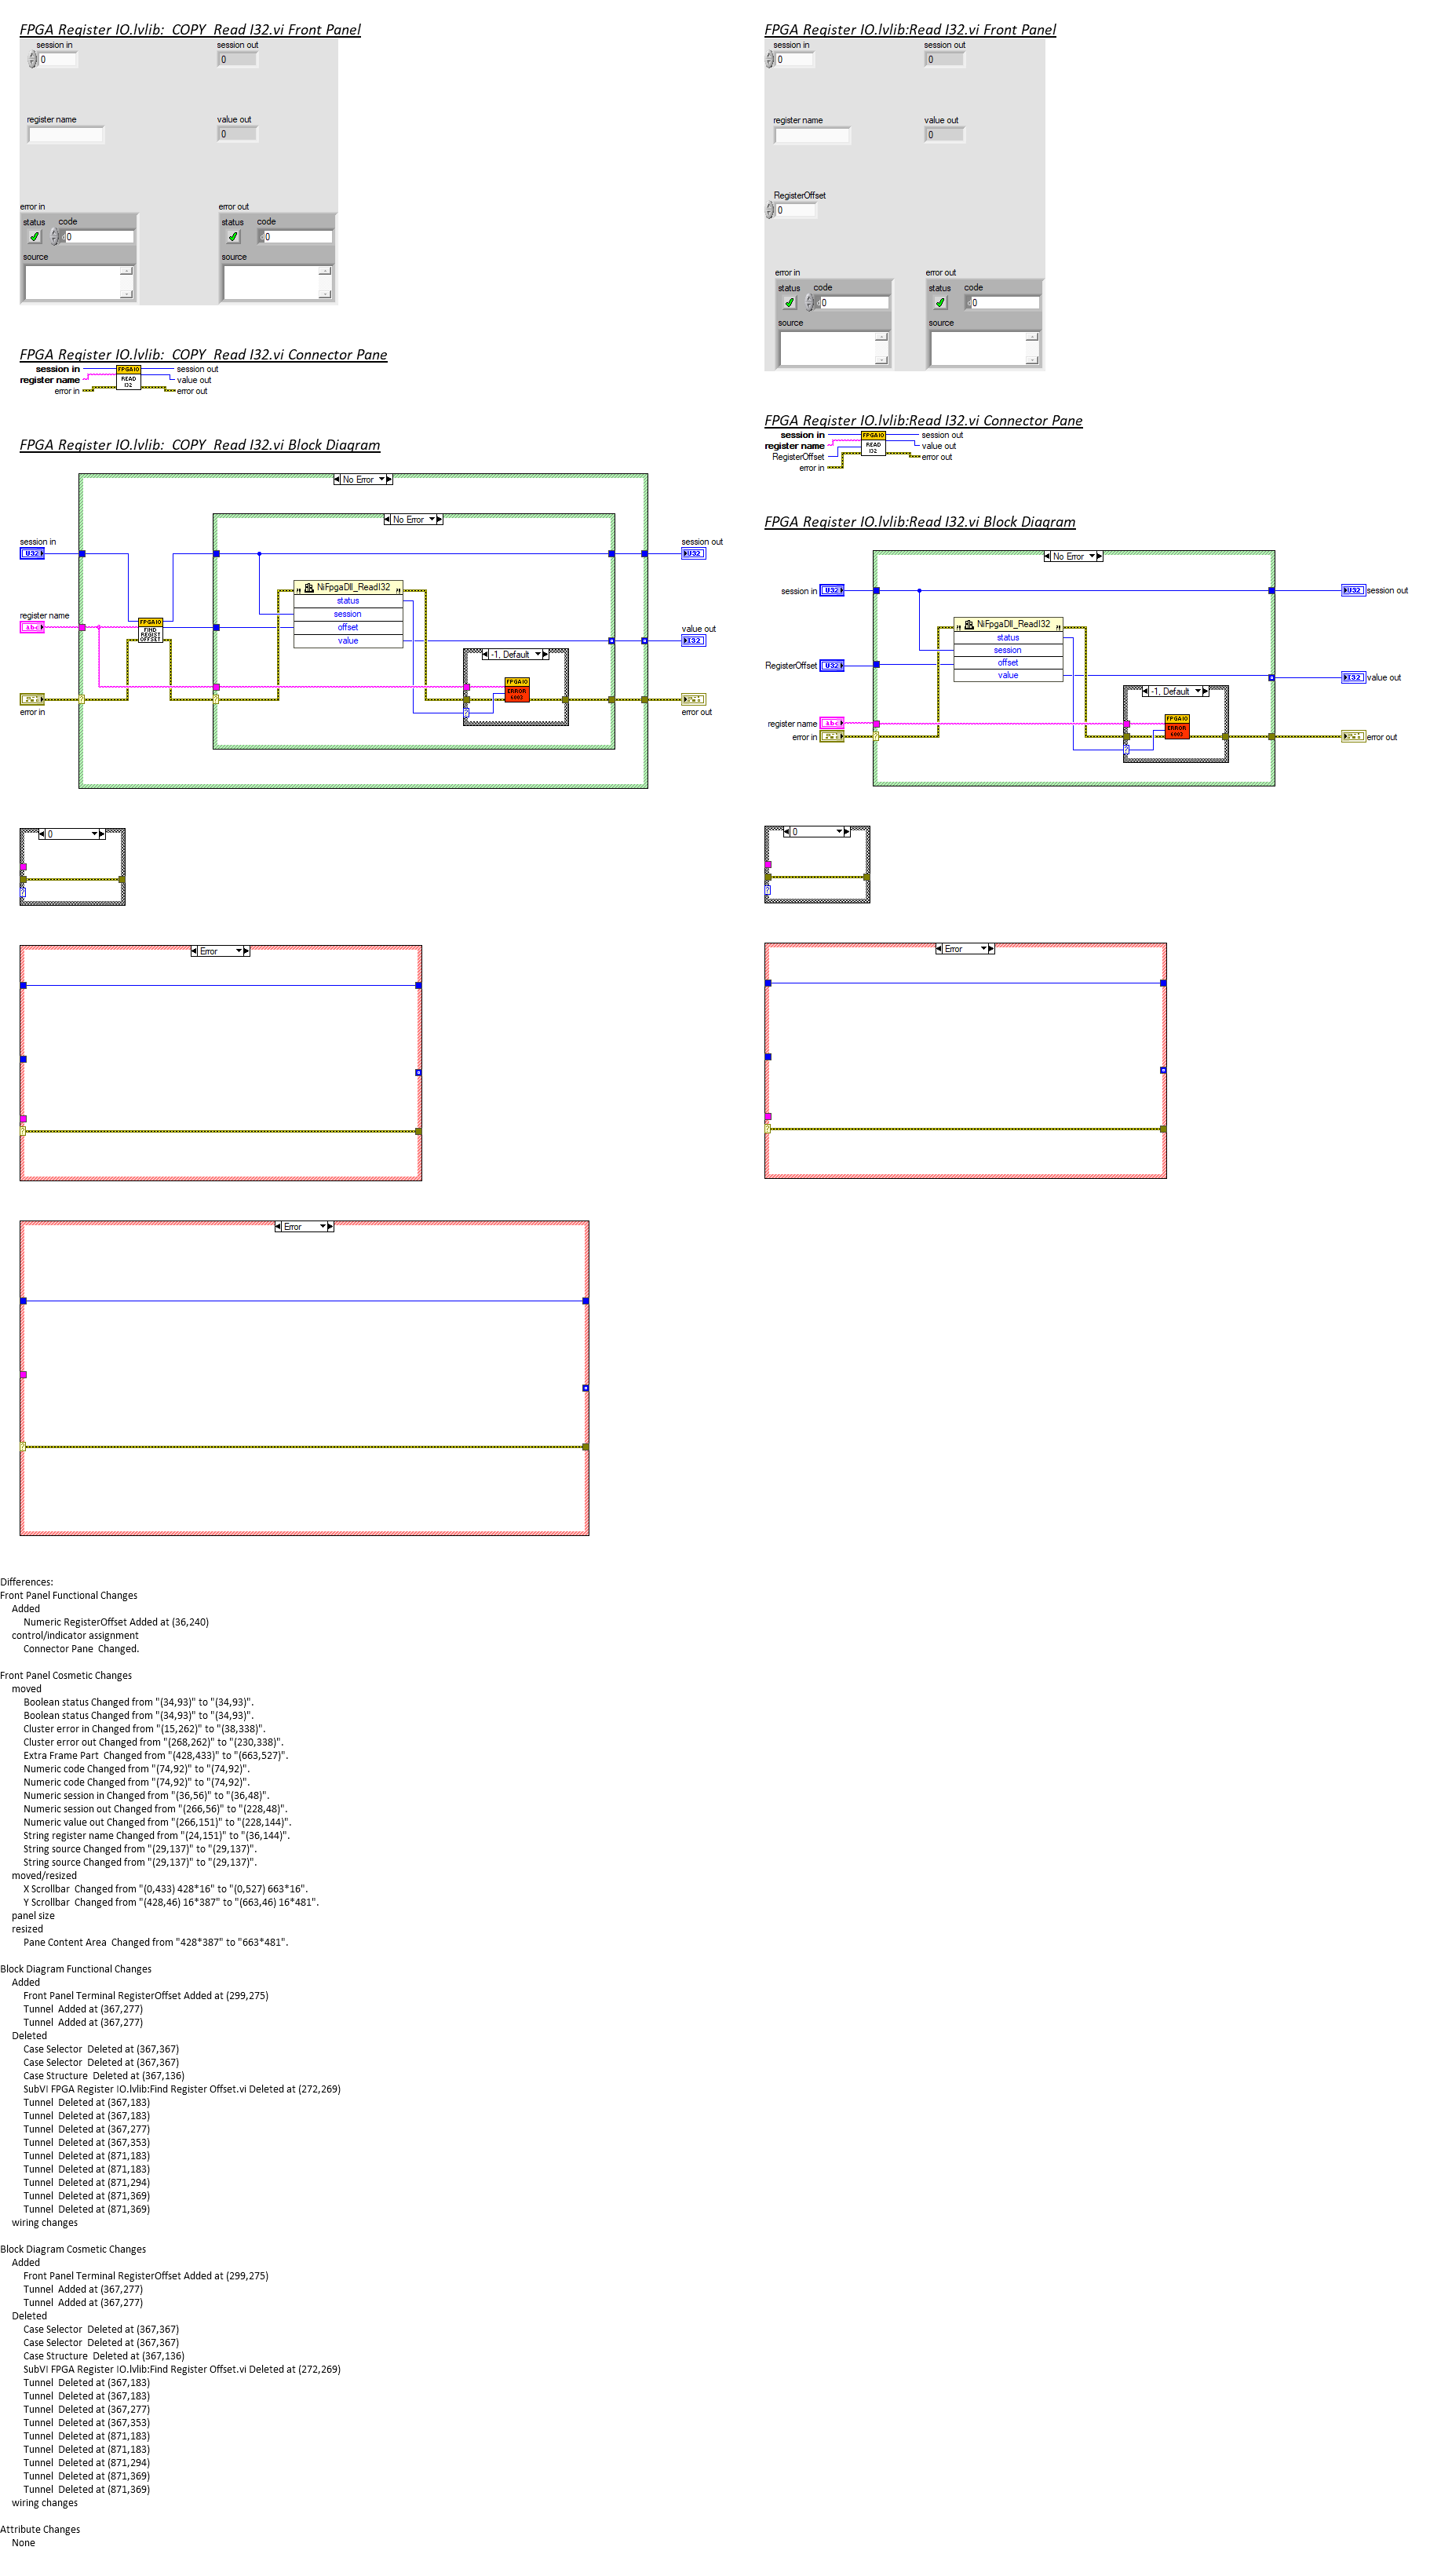 FPGA Register IO.lvlib:  COPY  Read I32.vi Front Panel
session in
session out
0
0
register name
value out
0
error in
error out
status
code
status
code
0
0
source
source
FPGA Register IO.lvlib:  COPY  Read I32.vi Connector Pane
session in
FPGAIO
session out
register name
READ
I32
value out
error in
error out
FPGA Register IO.lvlib:  COPY  Read I32.vi Block Diagram
No Error
No Error
session in
session out
U32
U32
NiFpgaDll_ReadI32
status
session
register name
FPGAIO
abc
FIND
REGIST
OFFSET
offset
value out
value
I32
-1, Default
FPGAIO
ERROR
6003
error in
error out
0
Error
Error
FPGA Register IO.lvlib:Read I32.vi Front Panel
session in
session out
0
0
register name
value out
0
RegisterOffset
0
error in
error out
status
code
status
code
0
0
source
source
FPGA Register IO.lvlib:Read I32.vi Connector Pane
session in
FPGAIO
session out
register name
READ
I32
value out
RegisterOffset
error out
error in
FPGA Register IO.lvlib:Read I32.vi Block Diagram
No Error
session in
U32
U32
session out
NiFpgaDll_ReadI32
status
session
RegisterOffset
U32
offset
value
I32
value out
-1, Default
register name
abc
FPGAIO
ERROR
6003
error in
error out
0
Error
Differences:
Front Panel Functional Changes
Added
Numeric RegisterOffset Added at (36,240)
control/indicator assignment
Connector Pane  Changed.
Front Panel Cosmetic Changes
moved
Boolean status Changed from "(34,93)" to "(34,93)".
Boolean status Changed from "(34,93)" to "(34,93)".
Cluster error in Changed from "(15,262)" to "(38,338)".
Cluster error out Changed from "(268,262)" to "(230,338)".
Extra Frame Part  Changed from "(428,433)" to "(663,527)".
Numeric code Changed from "(74,92)" to "(74,92)".
Numeric code Changed from "(74,92)" to "(74,92)".
Numeric session in Changed from "(36,56)" to "(36,48)".
Numeric session out Changed from "(266,56)" to "(228,48)".
Numeric value out Changed from "(266,151)" to "(228,144)".
String register name Changed from "(24,151)" to "(36,144)".
String source Changed from "(29,137)" to "(29,137)".
String source Changed from "(29,137)" to "(29,137)".
moved/resized
X Scrollbar  Changed from "(0,433) 428*16" to "(0,527) 663*16".
Y Scrollbar  Changed from "(428,46) 16*387" to "(663,46) 16*481".
panel size
resized
Pane Content Area  Changed from "428*387" to "663*481".
Block Diagram Functional Changes
Added
Front Panel Terminal RegisterOffset Added at (299,275)
Tunnel  Added at (367,277)
Tunnel  Added at (367,277)
Deleted
Case Selector  Deleted at (367,367)
Case Selector  Deleted at (367,367)
Case Structure  Deleted at (367,136)
SubVI FPGA Register IO.lvlib:Find Register Offset.vi Deleted at (272,269)
Tunnel  Deleted at (367,183)
Tunnel  Deleted at (367,183)
Tunnel  Deleted at (367,277)
Tunnel  Deleted at (367,353)
Tunnel  Deleted at (871,183)
Tunnel  Deleted at (871,183)
Tunnel  Deleted at (871,294)
Tunnel  Deleted at (871,369)
Tunnel  Deleted at (871,369)
wiring changes
Block Diagram Cosmetic Changes
Added
Front Panel Terminal RegisterOffset Added at (299,275)
Tunnel  Added at (367,277)
Tunnel  Added at (367,277)
Deleted
Case Selector  Deleted at (367,367)
Case Selector  Deleted at (367,367)
Case Structure  Deleted at (367,136)
SubVI FPGA Register IO.lvlib:Find Register Offset.vi Deleted at (272,269)
Tunnel  Deleted at (367,183)
Tunnel  Deleted at (367,183)
Tunnel  Deleted at (367,277)
Tunnel  Deleted at (367,353)
Tunnel  Deleted at (871,183)
Tunnel  Deleted at (871,183)
Tunnel  Deleted at (871,294)
Tunnel  Deleted at (871,369)
Tunnel  Deleted at (871,369)
wiring changes
Attribute Changes
None